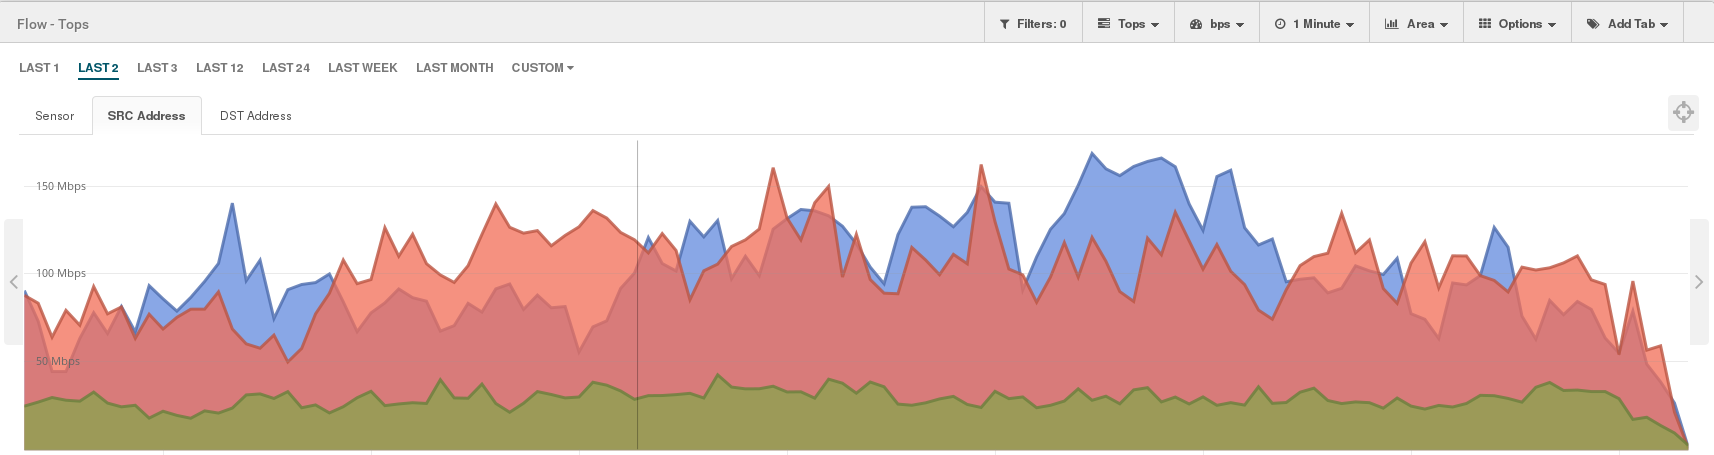 Flow - Tops Filters: 0 Tops bps 1 Minute Area Options Add Tab
LAST 1 LAST 2 LAST 3 LAST 12 LAST 24 LAST WEEK LAST MONTH CUSTOM
Sensor SRC Address DST Address
150 Mbps
100 Mbps
50 Mbps